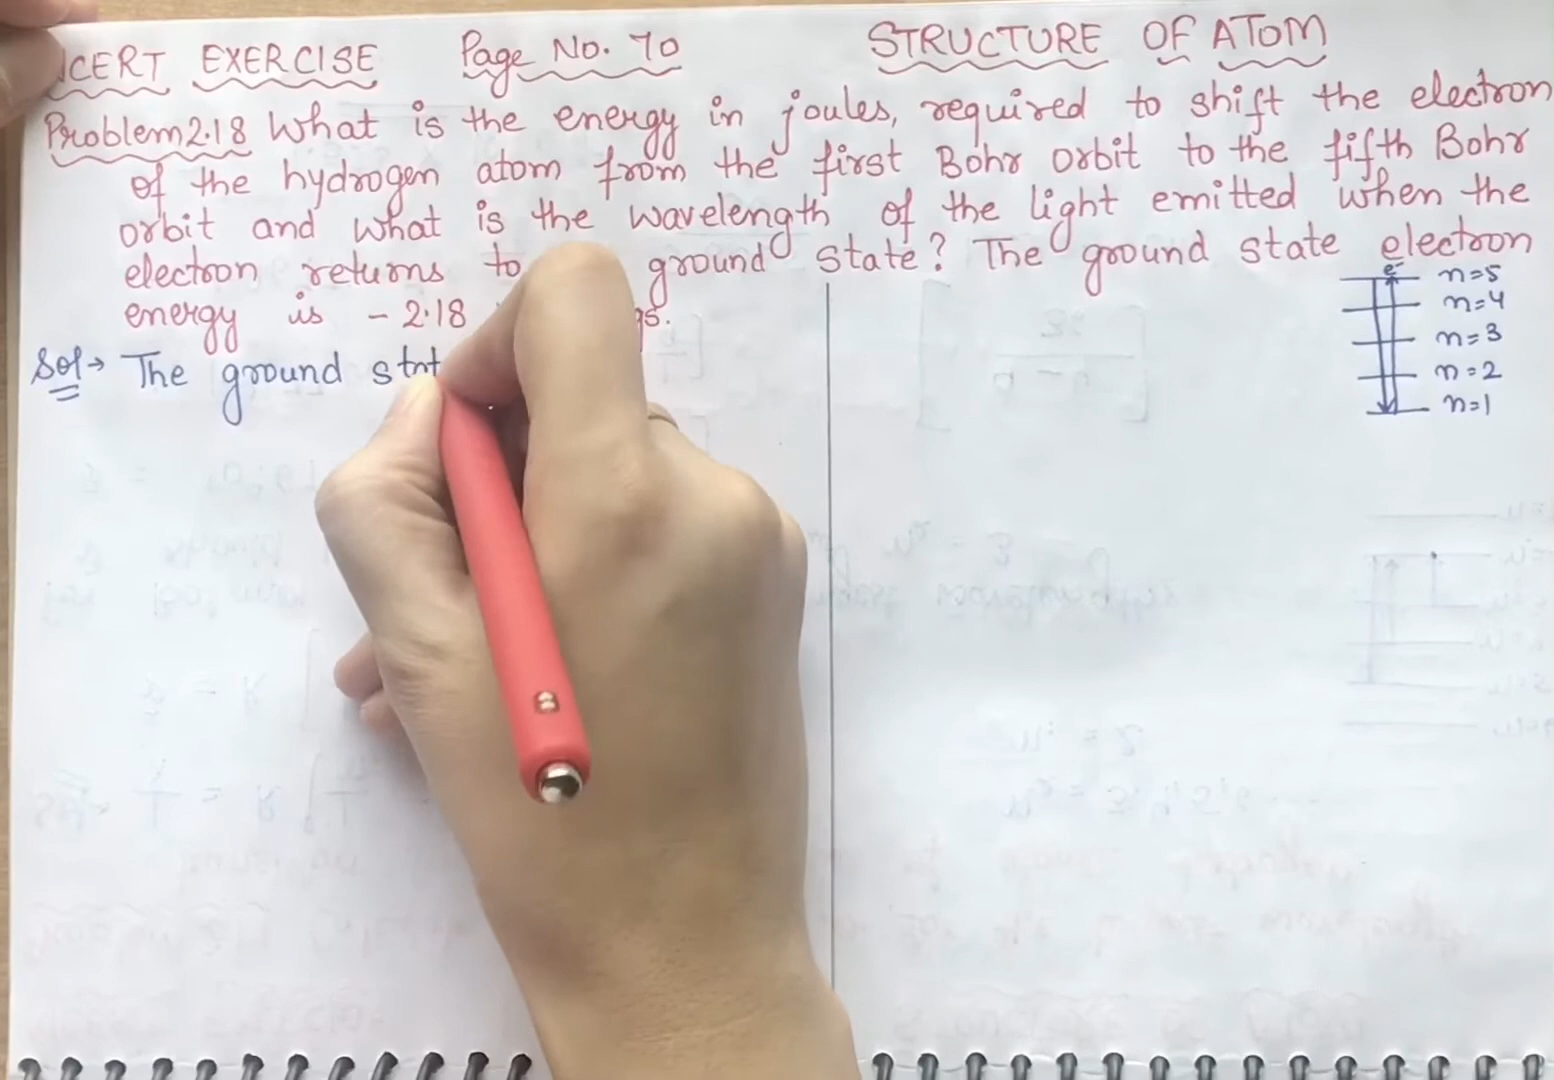 NCERT EXERCISE Page No. 70 STRUCTURE OF ATOM
Problem2.18 What is the energy in joules, required to shift the electron
of the hydrogen atom from the first Bohr orbit to the fifth Bohr
orbit and what is the wavelength of the light emitted when the
electron returns to ground state? The ground state electron
energy is -2.18 gs.
e- n=5
n=4
n=3
n=2
n=1
Sol→ The ground stat